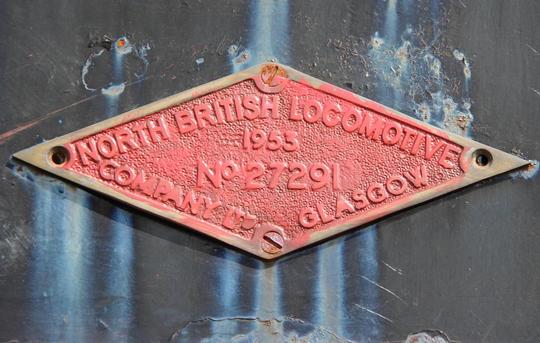 NORTH BRITISH LOCOMOTIVE
1953
No 27291
COMPANY LTD GLASGOW